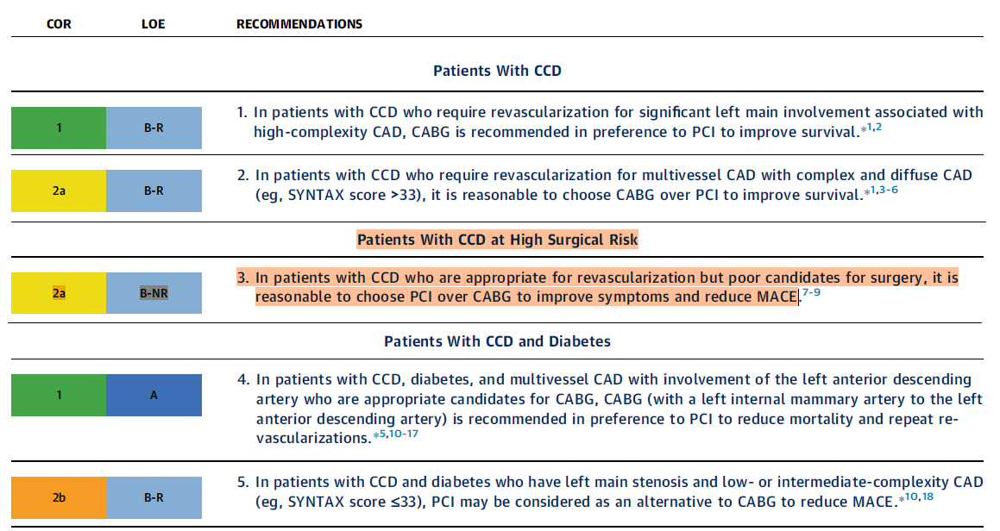 COR LOE RECOMMENDATIONS
Patients With CCD
1 B-R 1. In patients with CCD who require revascularization for significant left main involvement associated with
high-complexity CAD, CABG is recommended in preference to PCI to improve survival.*1,2
2a B-R 2. In patients with CCD who require revascularization for multivessel CAD with complex and diffuse CAD
(eg, SYNTAX score >33), it is reasonable to choose CABG over PCI to improve survival.*1,3-6
Patients With CCD at High Surgical Risk
2a B-NR 3. In patients with CCD who are appropriate for revascularization but poor candidates for surgery, it is
reasonable to choose PCI over CABG to improve symptoms and reduce MACE.7-9
Patients With CCD and Diabetes
1 A 4. In patients with CCD, diabetes, and multivessel CAD with involvement of the left anterior descending
artery who are appropriate candidates for CABG, CABG (with a left internal mammary artery to the left
anterior descending artery) is recommended in preference to PCI to reduce mortality and repeat re-
vascularizations.*5,10-17
2b B-R 5. In patients with CCD and diabetes who have left main stenosis and low- or intermediate-complexity CAD
(eg, SYNTAX score ≤33), PCI may be considered as an alternative to CABG to reduce MACE.*10,18